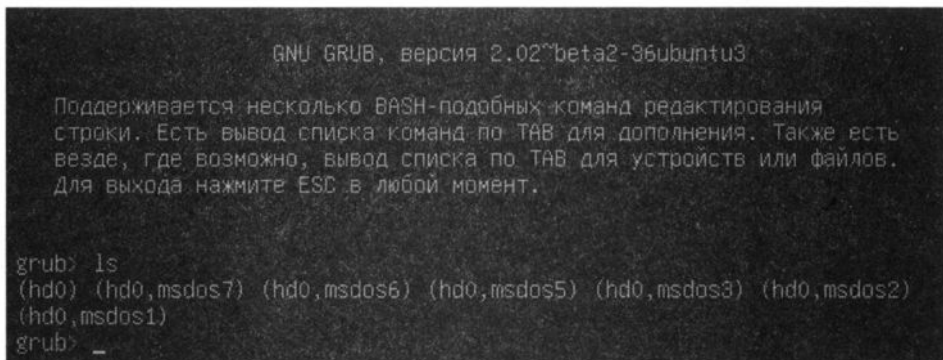 GNU GRUB, версия 2.02~beta2-36ubuntu3
Поддерживается несколько BASH-подобных команд редактирования
строки. Есть вывод списка команд по TAB для дополнения. Также есть
везде, где возможно, вывод списка по TAB для устройств или файлов.
Для выхода нажмите ESC в любой момент.
grub> ls
(hd0) (hd0,msdos7) (hd0,msdos6) (hd0,msdos5) (hd0,msdos3) (hd0,msdos2)
(hd0,msdos1)
grub> _